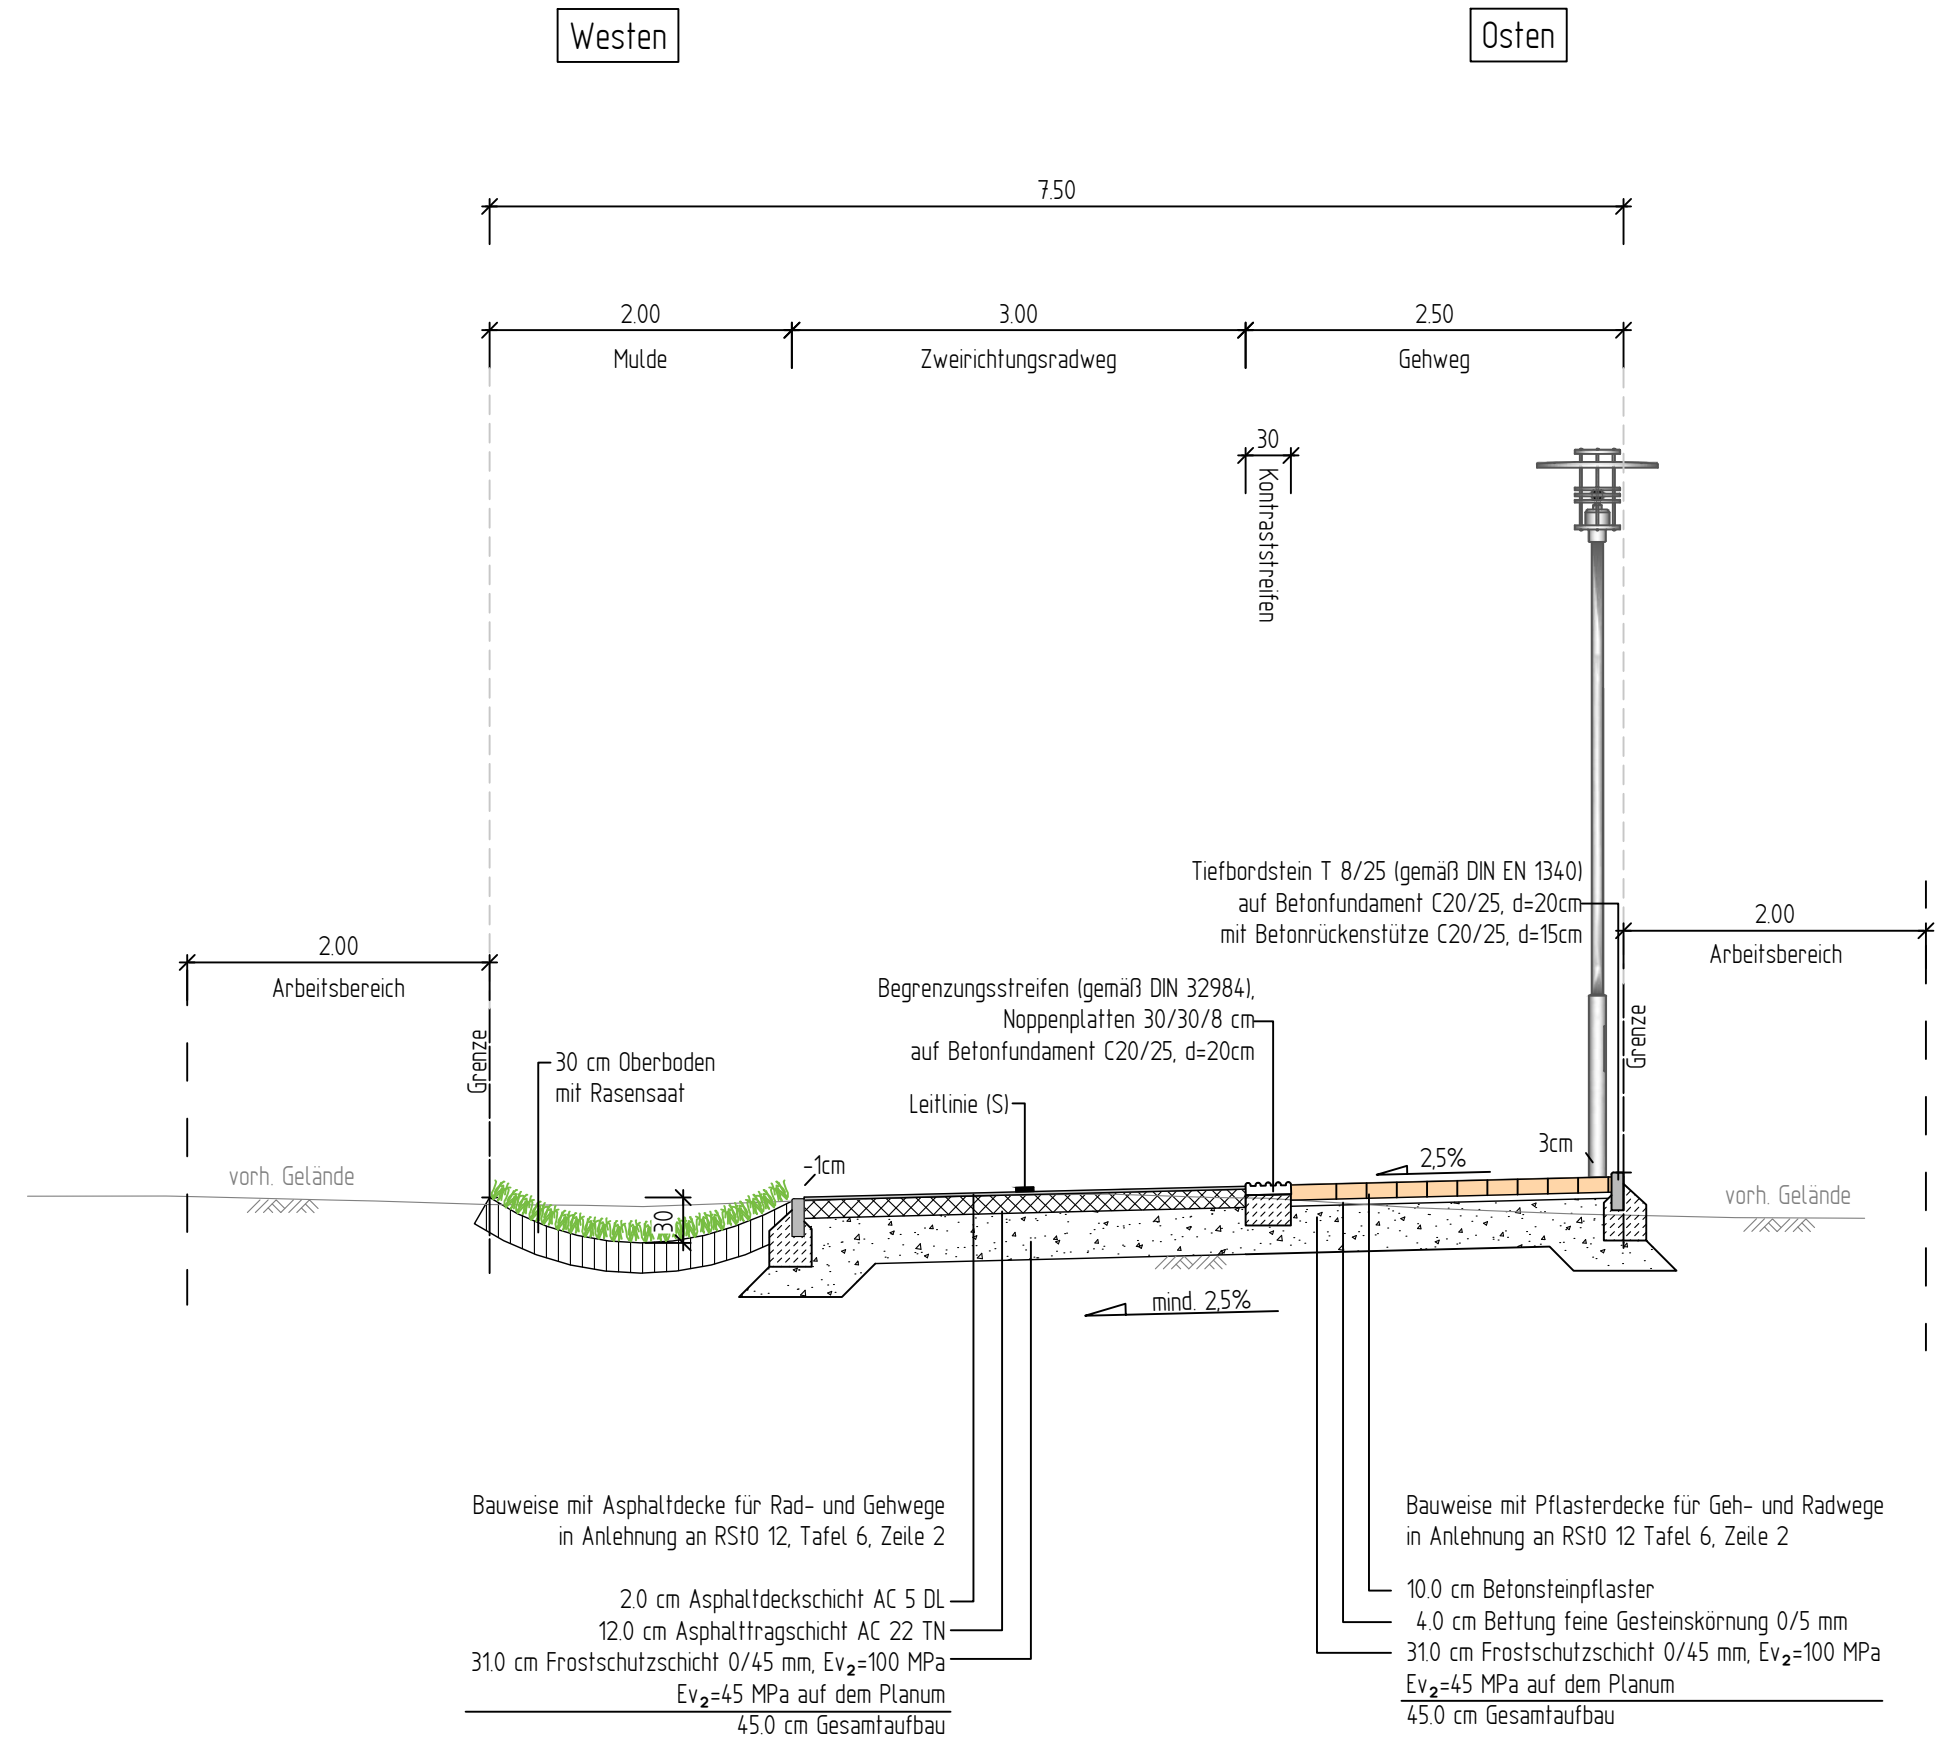 Westen
Osten
7.50
2.00
3.00
2.50
Mulde
Zweirichtungsradweg
Gehweg
30
Kontraststreifen
Tiefbordstein T 8/25 (gemäß DIN EN 1340)
auf Betonfundament C20/25, d=20cm
mit Betonrückenstütze C20/25, d=15cm
2.00
Arbeitsbereich
2.00
Arbeitsbereich
Begrenzungsstreifen (gemäß DIN 32984),
Noppenplatten 30/30/8 cm
auf Betonfundament C20/25, d=20cm
Grenze
Grenze
30 cm Oberboden
mit Rasensaat
Leitlinie (S)
3cm
-1cm
2,5%
vorh. Gelände
vorh. Gelände
30
mind. 2,5%
Bauweise mit Asphaltdecke für Rad- und Gehwege
in Anlehnung an RStO 12, Tafel 6, Zeile 2
2.0 cm Asphaltdeckschicht AC 5 DL
12.0 cm Asphalttragschicht AC 22 TN
31.0 cm Frostschutzschicht 0/45 mm, Ev₂=100 MPa
Ev₂=45 MPa auf dem Planum
45.0 cm Gesamtaufbau
Bauweise mit Pflasterdecke für Geh- und Radwege
in Anlehnung an RStO 12 Tafel 6, Zeile 2
10.0 cm Betonsteinpflaster
4.0 cm Bettung feine Gesteinskörnung 0/5 mm
31.0 cm Frostschutzschicht 0/45 mm, Ev₂=100 MPa
Ev₂=45 MPa auf dem Planum
45.0 cm Gesamtaufbau